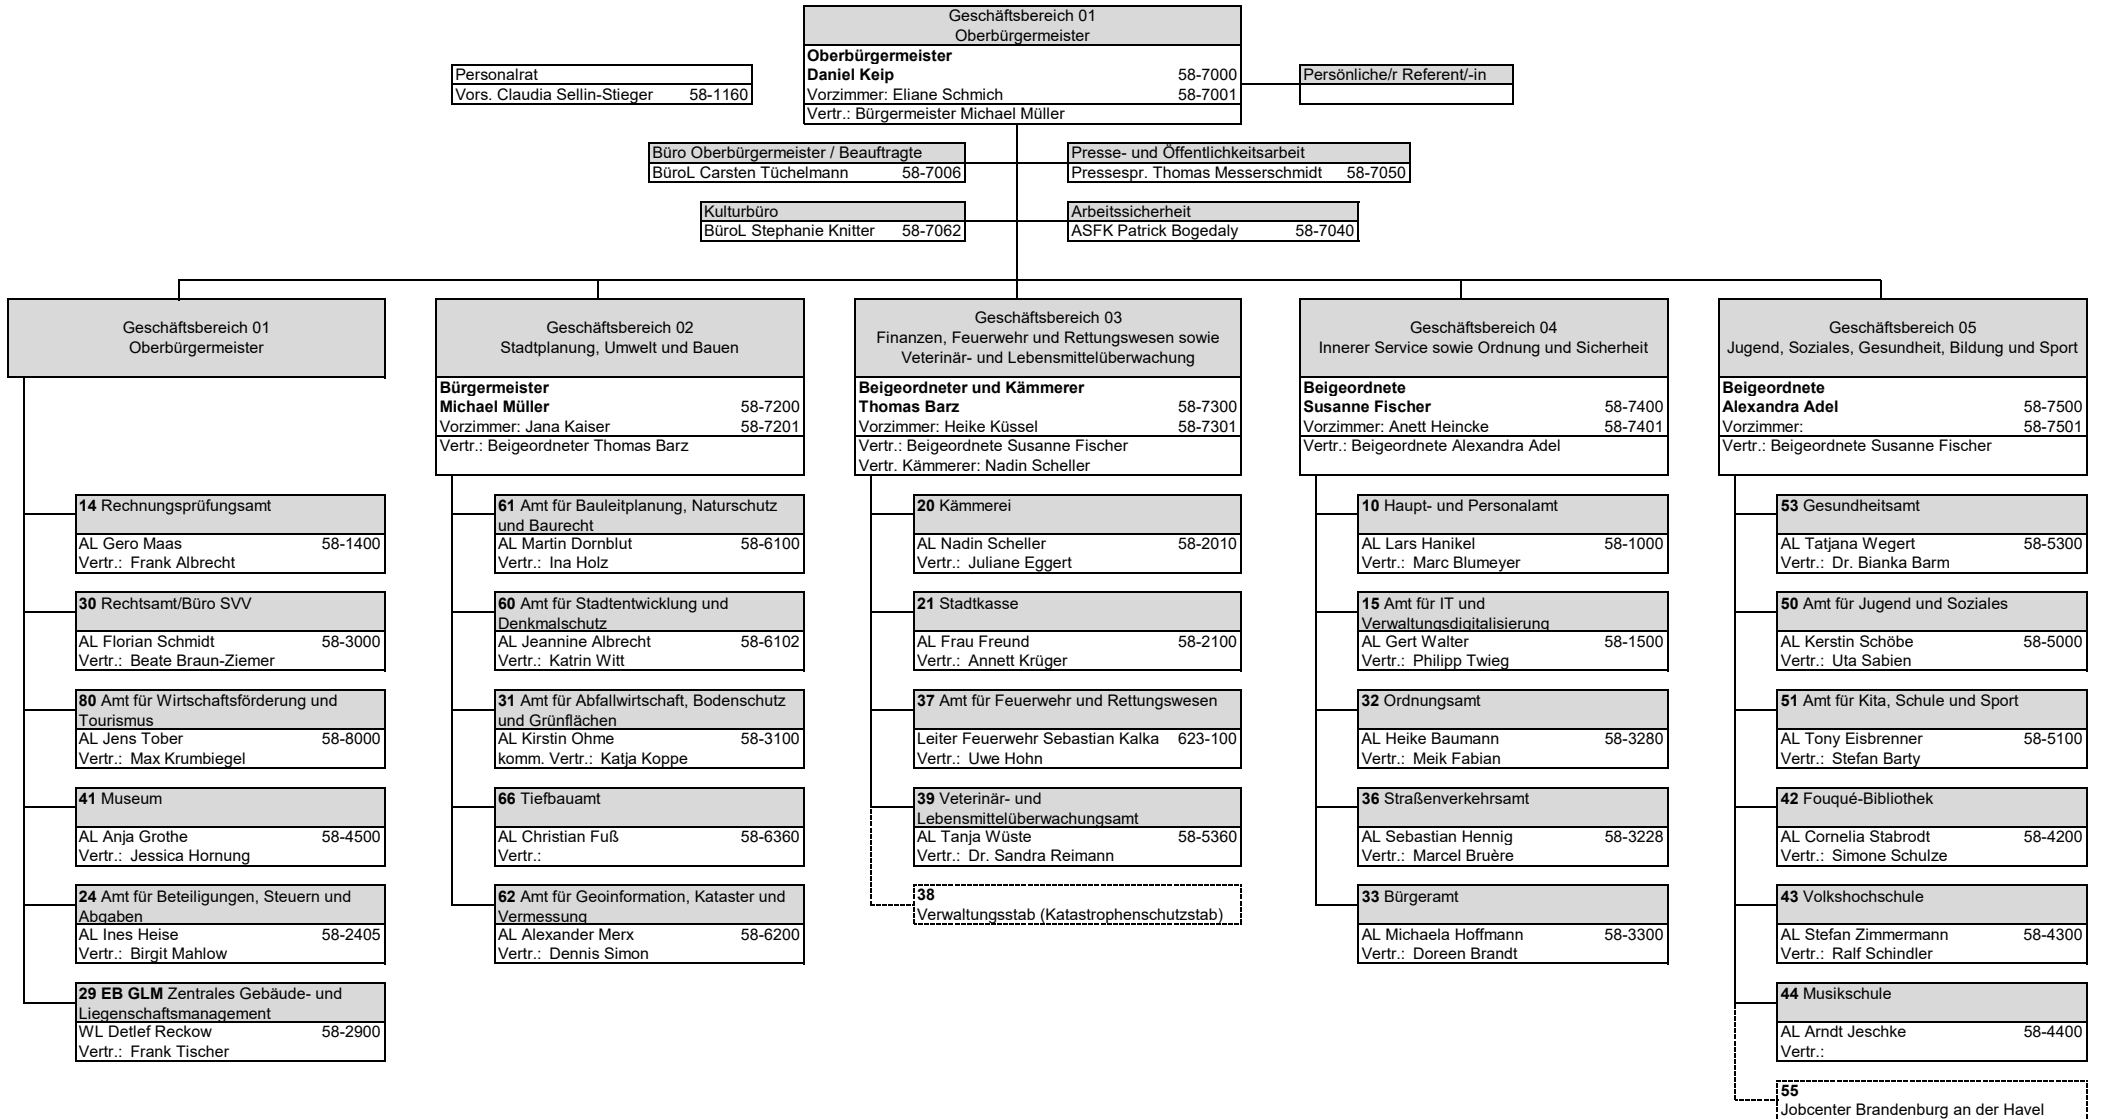 Geschäftsbereich 01
Oberbürgermeister
Oberbürgermeister
Daniel Keip 58-7000
Vorzimmer: Eliane Schmich 58-7001
Vertr.: Bürgermeister Michael Müller
Personalrat
Vors. Claudia Sellin-Stieger 58-1160
Persönliche/r Referent/-in
Büro Oberbürgermeister / Beauftragte
BüroL Carsten Tüchelmann 58-7006
Presse- und Öffentlichkeitsarbeit
Pressespr. Thomas Messerschmidt 58-7050
Kulturbüro
BüroL Stephanie Knitter 58-7062
Arbeitssicherheit
ASFK Patrick Bogedaly 58-7040
Geschäftsbereich 01
Oberbürgermeister
14 Rechnungsprüfungsamt
AL Gero Maas 58-1400
Vertr.: Frank Albrecht
30 Rechtsamt/Büro SVV
AL Florian Schmidt 58-3000
Vertr.: Beate Braun-Ziemer
80 Amt für Wirtschaftsförderung und
Tourismus
AL Jens Tober 58-8000
Vertr.: Max Krumbiegel
41 Museum
AL Anja Grothe 58-4500
Vertr.: Jessica Hornung
24 Amt für Beteiligungen, Steuern und
Abgaben
AL Ines Heise 58-2405
Vertr.: Birgit Mahlow
29 EB GLM Zentrales Gebäude- und
Liegenschaftsmanagement
WL Detlef Reckow 58-2900
Vertr.: Frank Tischer
Geschäftsbereich 02
Stadtplanung, Umwelt und Bauen
Bürgermeister
Michael Müller 58-7200
Vorzimmer: Jana Kaiser 58-7201
Vertr.: Beigeordneter Thomas Barz
61 Amt für Bauleitplanung, Naturschutz
und Baurecht
AL Martin Dornblut 58-6100
Vertr.: Ina Holz
60 Amt für Stadtentwicklung und
Denkmalschutz
AL Jeannine Albrecht 58-6102
Vertr.: Katrin Witt
31 Amt für Abfallwirtschaft, Bodenschutz
und Grünflächen
AL Kirstin Ohme 58-3100
komm. Vertr.: Katja Koppe
66 Tiefbauamt
AL Christian Fuß 58-6360
Vertr.:
62 Amt für Geoinformation, Kataster und
Vermessung
AL Alexander Merx 58-6200
Vertr.: Dennis Simon
Geschäftsbereich 03
Finanzen, Feuerwehr und Rettungswesen sowie
Veterinär- und Lebensmittelüberwachung
Beigeordneter und Kämmerer
Thomas Barz 58-7300
Vorzimmer: Heike Küssel 58-7301
Vertr.: Beigeordnete Susanne Fischer
Vertr. Kämmerer: Nadin Scheller
20 Kämmerei
AL Nadin Scheller 58-2010
Vertr.: Juliane Eggert
21 Stadtkasse
AL Frau Freund 58-2100
Vertr.: Annett Krüger
37 Amt für Feuerwehr und Rettungswesen
Leiter Feuerwehr Sebastian Kalka 623-100
Vertr.: Uwe Hohn
39 Veterinär- und
Lebensmittelüberwachungsamt
AL Tanja Wüste 58-5360
Vertr.: Dr. Sandra Reimann
38
Verwaltungsstab (Katastrophenschutzstab)
Geschäftsbereich 04
Innerer Service sowie Ordnung und Sicherheit
Beigeordnete
Susanne Fischer 58-7400
Vorzimmer: Anett Heincke 58-7401
Vertr.: Beigeordnete Alexandra Adel
10 Haupt- und Personalamt
AL Lars Hanikel 58-1000
Vertr.: Marc Blumeyer
15 Amt für IT und
Verwaltungsdigitalisierung
AL Gert Walter 58-1500
Vertr.: Philipp Twieg
32 Ordnungsamt
AL Heike Baumann 58-3280
Vertr.: Meik Fabian
36 Straßenverkehrsamt
AL Sebastian Hennig 58-3228
Vertr.: Marcel Bruère
33 Bürgeramt
AL Michaela Hoffmann 58-3300
Vertr.: Doreen Brandt
Geschäftsbereich 05
Jugend, Soziales, Gesundheit, Bildung und Sport
Beigeordnete
Alexandra Adel 58-7500
Vorzimmer: 58-7501
Vertr.: Beigeordnete Susanne Fischer
53 Gesundheitsamt
AL Tatjana Wegert 58-5300
Vertr.: Dr. Bianka Barm
50 Amt für Jugend und Soziales
AL Kerstin Schöbe 58-5000
Vertr.: Uta Sabien
51 Amt für Kita, Schule und Sport
AL Tony Eisbrenner 58-5100
Vertr.: Stefan Barty
42 Fouqué-Bibliothek
AL Cornelia Stabrodt 58-4200
Vertr.: Simone Schulze
43 Volkshochschule
AL Stefan Zimmermann 58-4300
Vertr.: Ralf Schindler
44 Musikschule
AL Arndt Jeschke 58-4400
Vertr.:
55
Jobcenter Brandenburg an der Havel